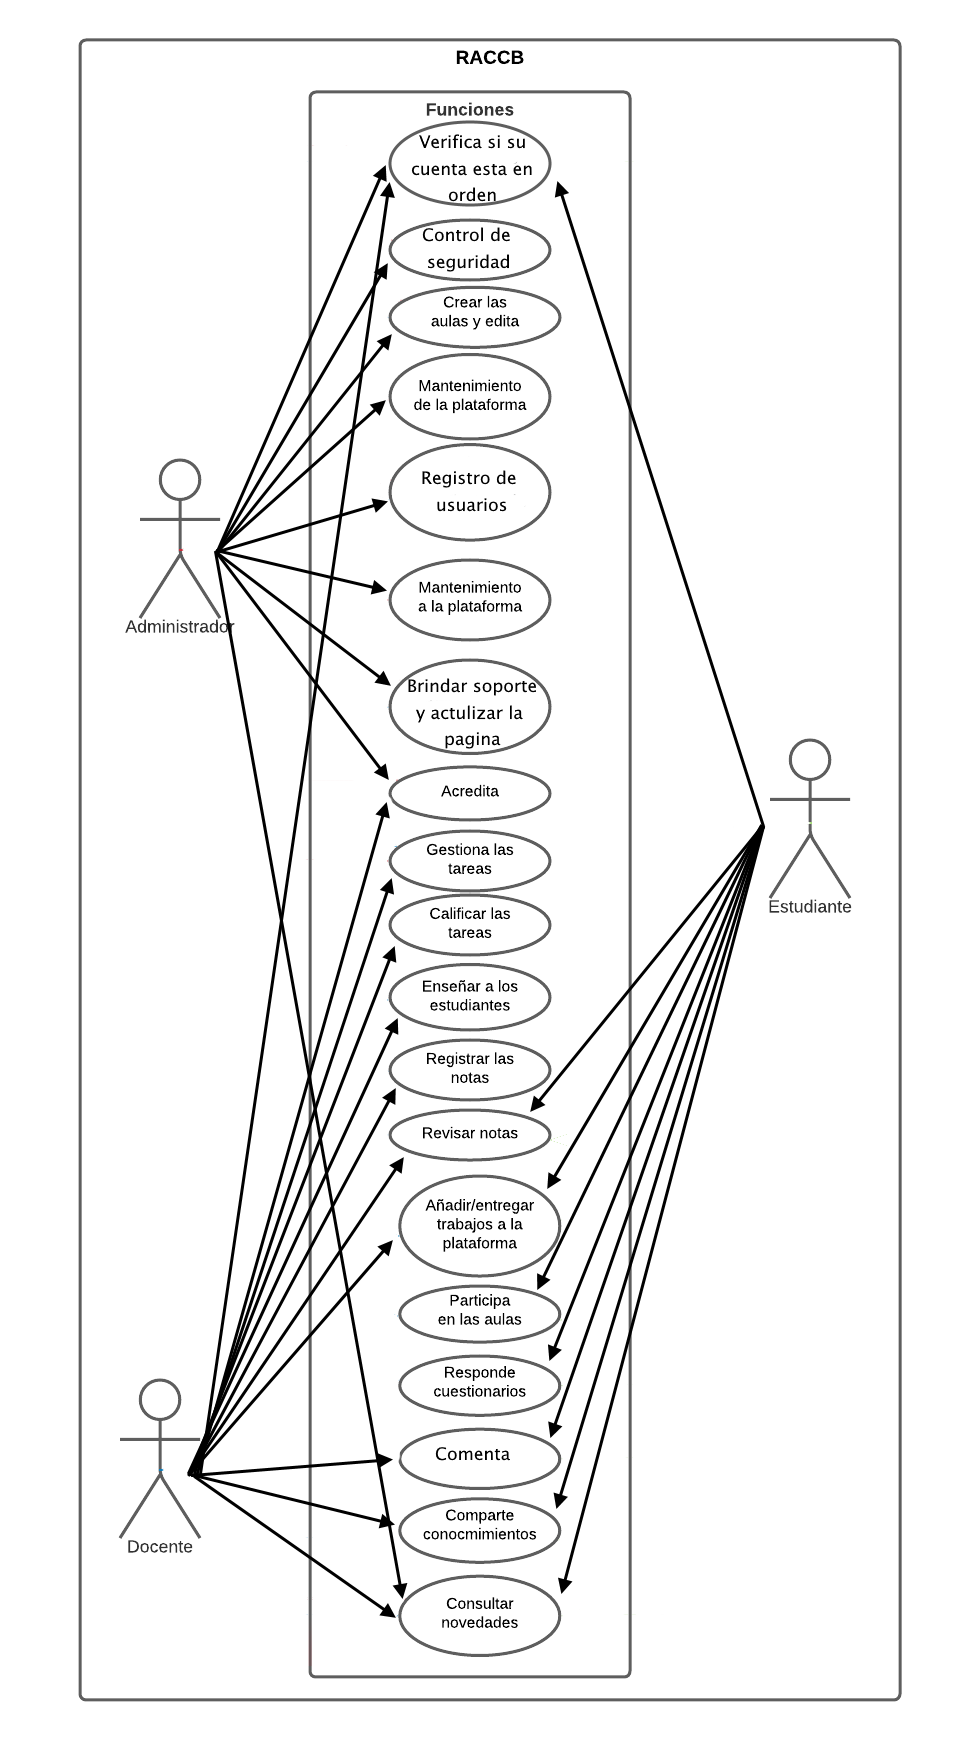 RACCB
Funciones
Verifica si su
cuenta esta en
orden
Control de
seguridad
Crear las
aulas y edita
Mantenimiento
de la plataforma
Registro de
usuarios
Mantenimiento
a la plataforma
Administrador
Brindar soporte
y actulizar la
pagina
Acredita
Gestiona las
tareas
Estudiante
Calificar las
tareas
Enseñar a los
estudiantes
Registrar las
notas
Revisar notas
Añadir/entregar
trabajos a la
plataforma
Participa
en las aulas
Responde
cuestionarios
Comenta
Comparte
conocmimientos
Docente
Consultar
novedades